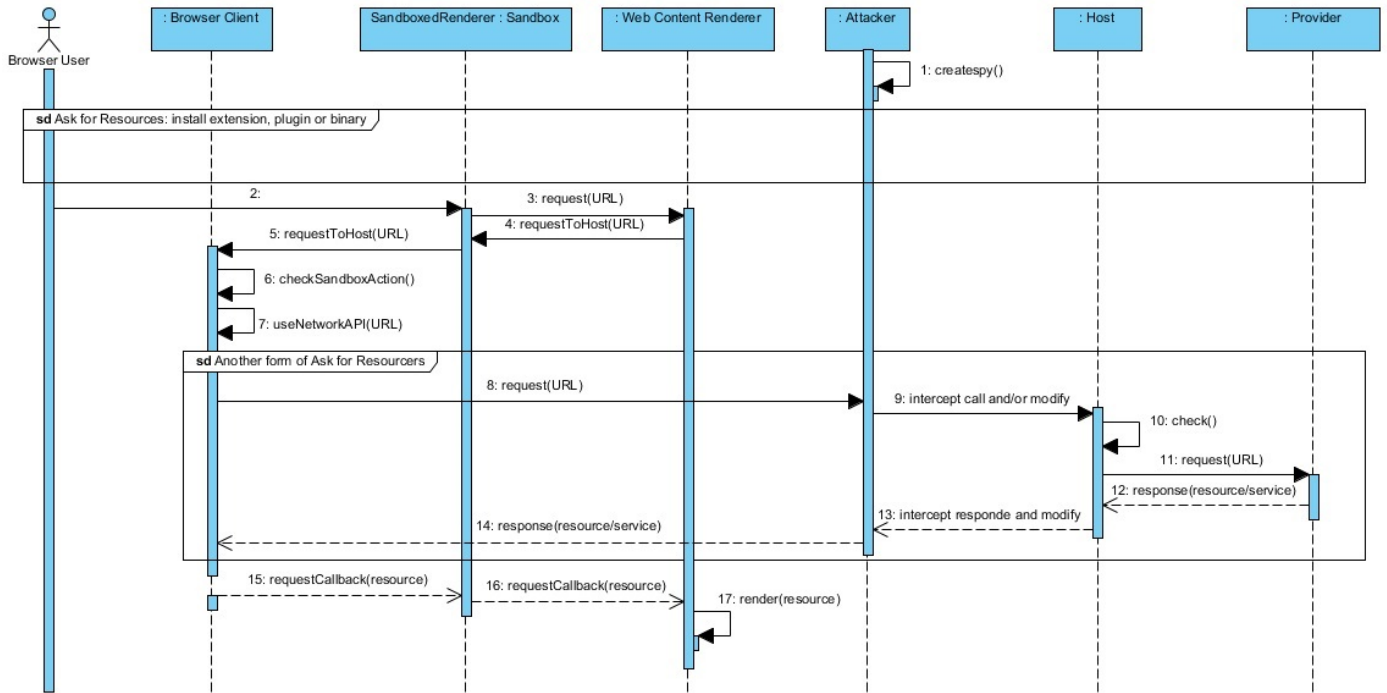 Browser User
: Browser Client
SandboxedRenderer : Sandbox
: Web Content Renderer
: Attacker
: Host
: Provider
1: createspy()
sd Ask for Resources: install extension, plugin or binary
2:
3: request(URL)
4: requestToHost(URL)
5: requestToHost(URL)
6: checkSandboxAction()
7: useNetworkAPI(URL)
sd Another form of Ask for Resourcers
8: request(URL)
9: intercept call and/or modify
10: check()
11: request(URL)
12: response(resource/service)
13: intercept responde and modify
14: response(resource/service)
15: requestCallback(resource)
16: requestCallback(resource)
17: render(resource)